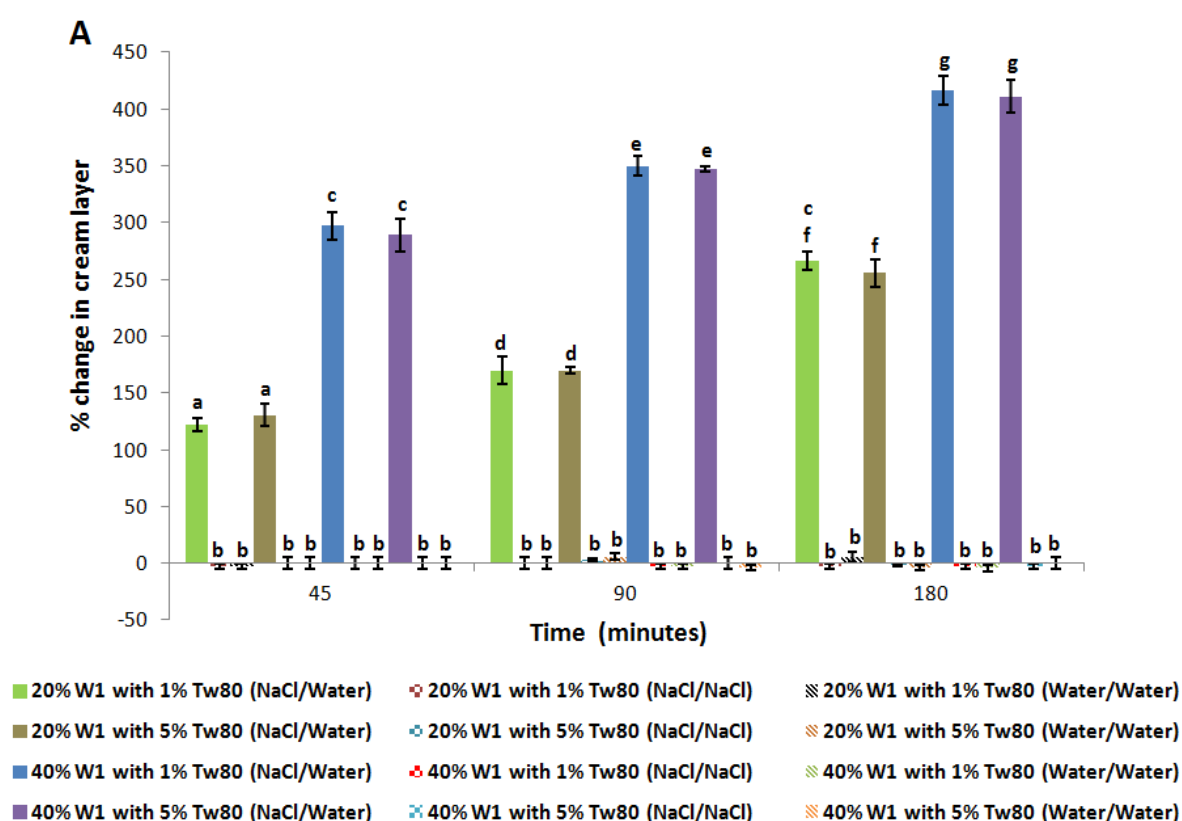 A
450
400
350
300
250
200
150
100
50
0
-50
% change in cream layer
a b b a b b c b b c b b
d b b d b b e b b e b b
c
f b b f b b g b b g b b
45 90 180
Time (minutes)
20% W1 with 1% Tw80 (NaCl/Water) 20% W1 with 1% Tw80 (NaCl/NaCl) 20% W1 with 1% Tw80 (Water/Water)
20% W1 with 5% Tw80 (NaCl/Water) 20% W1 with 5% Tw80 (NaCl/NaCl) 20% W1 with 5% Tw80 (Water/Water)
40% W1 with 1% Tw80 (NaCl/Water) 40% W1 with 1% Tw80 (NaCl/NaCl) 40% W1 with 1% Tw80 (Water/Water)
40% W1 with 5% Tw80 (NaCl/Water) 40% W1 with 5% Tw80 (NaCl/NaCl) 40% W1 with 5% Tw80 (Water/Water)